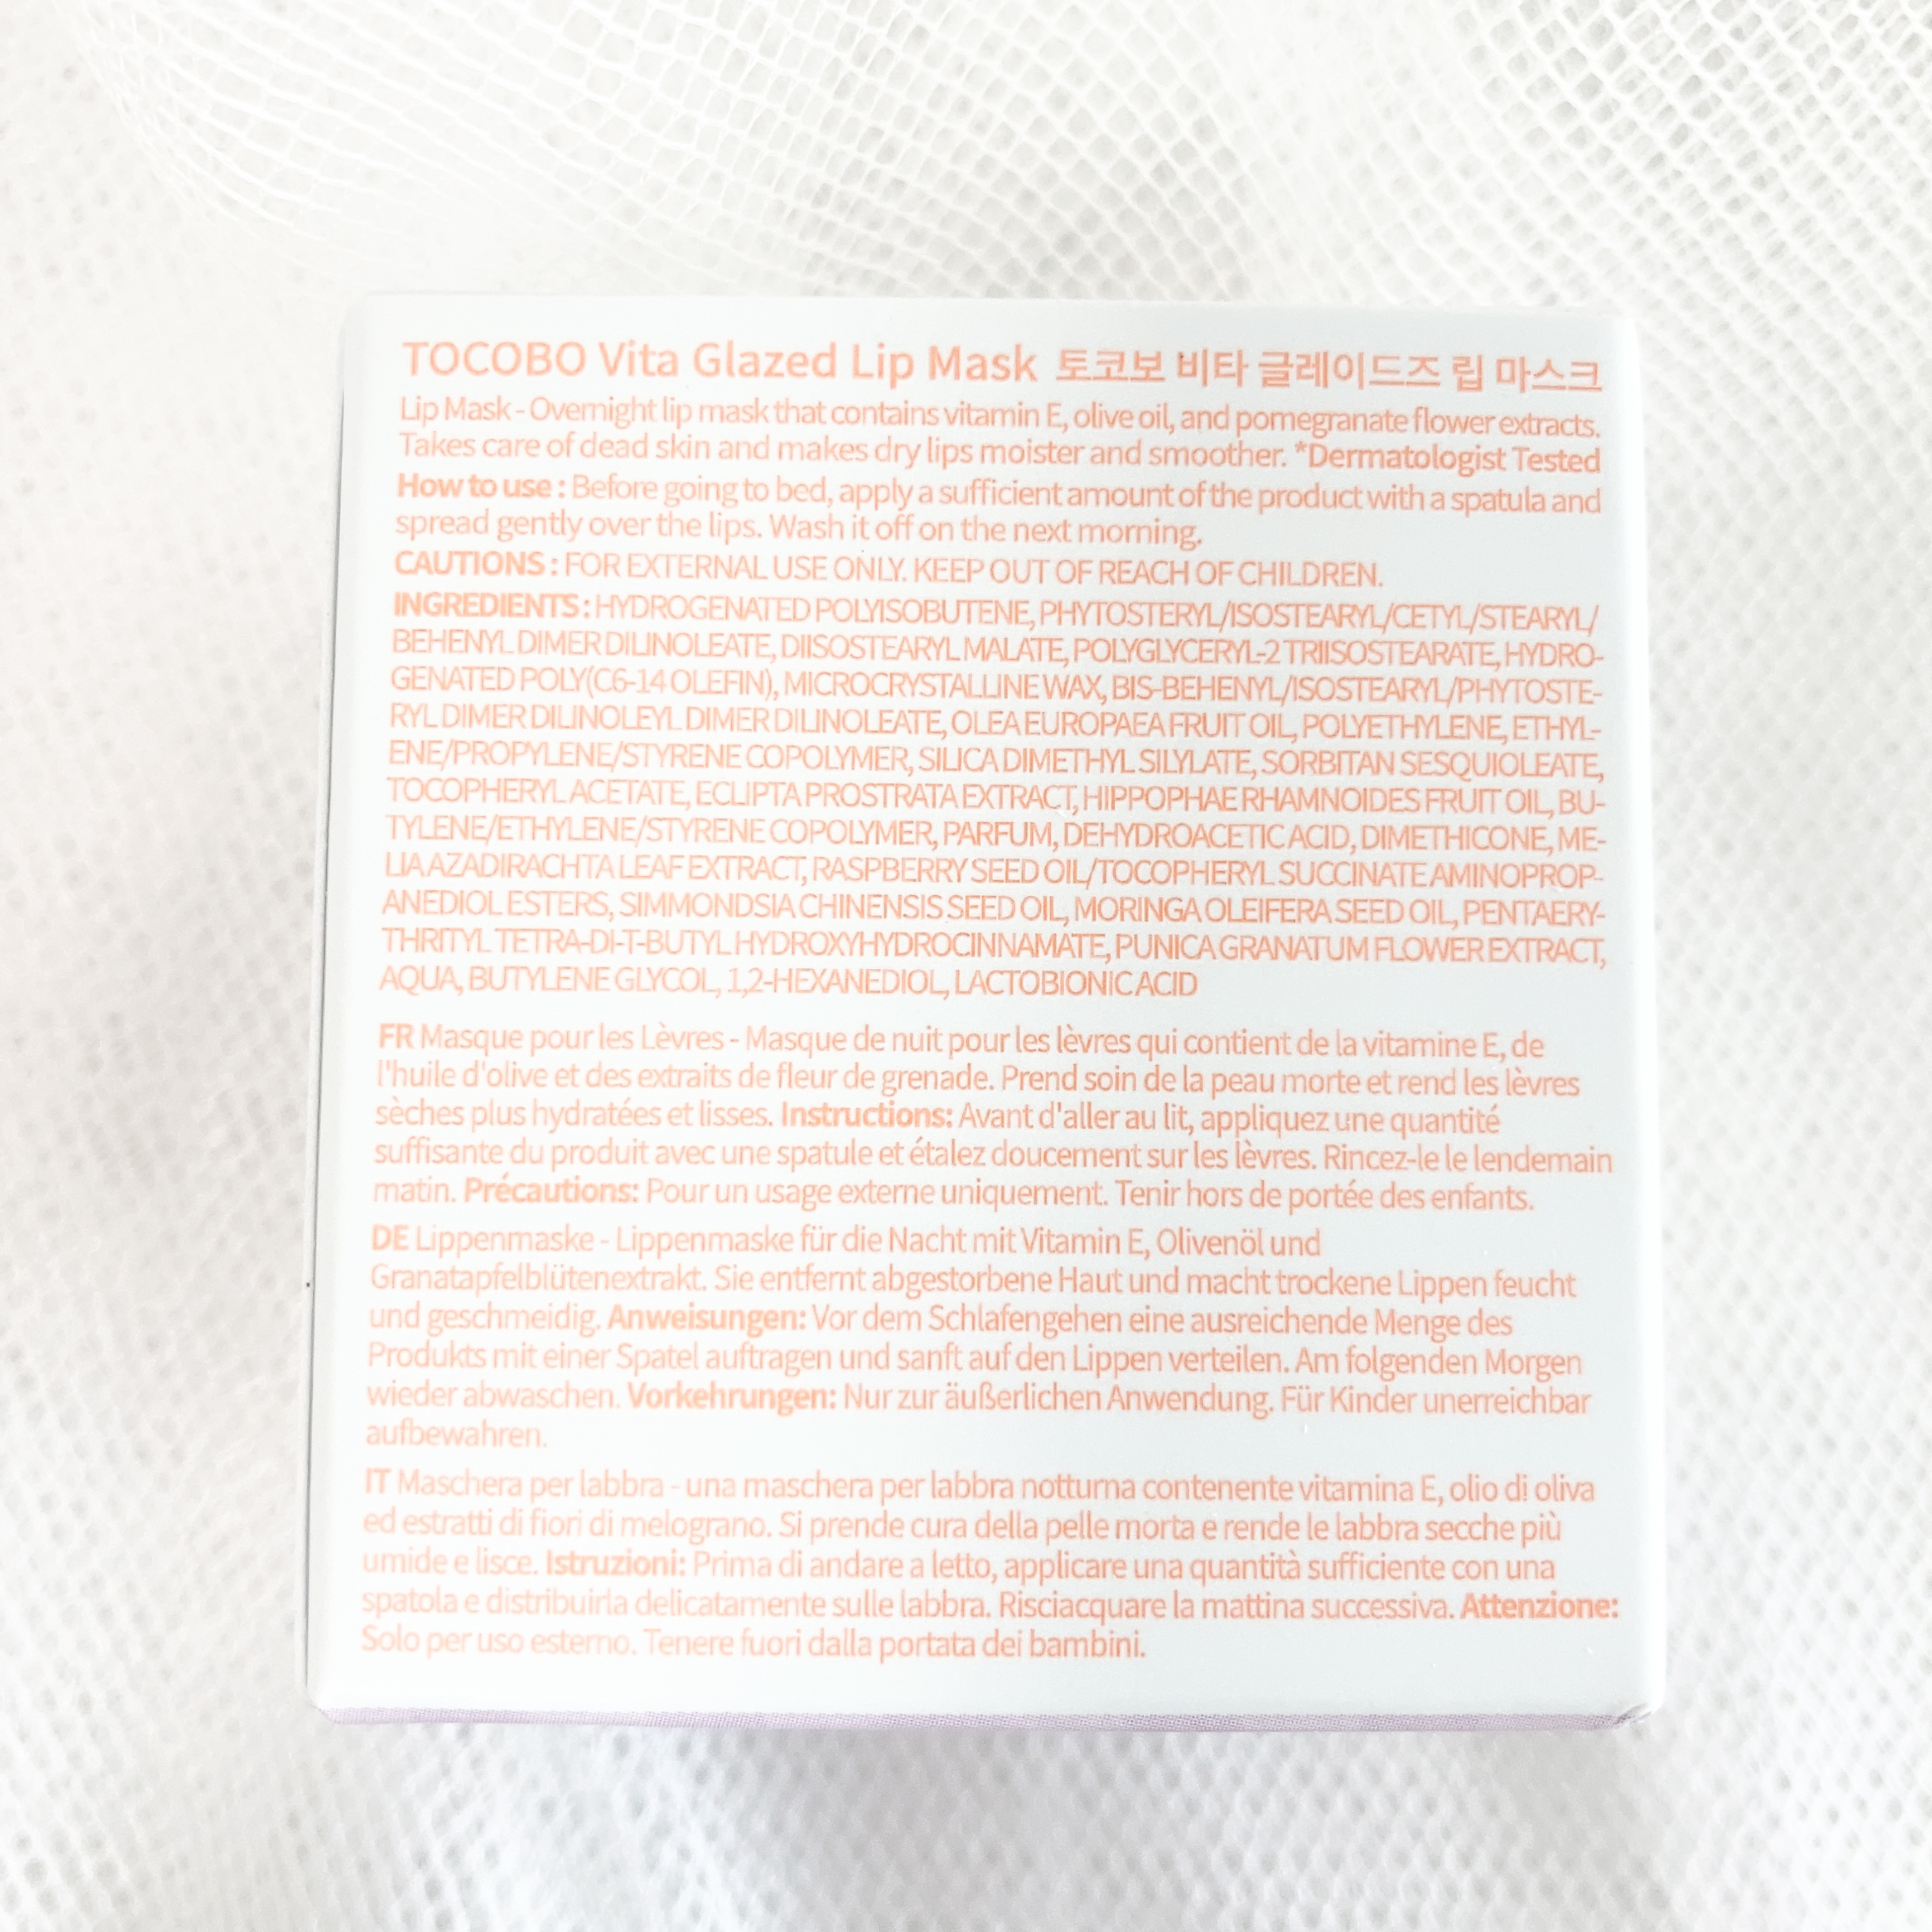 TOCOBO Vita Glazed Lip Mask 토코보 비타 글레이드즈 립 마스크
Lip Mask - Overnight lip mask that contains vitamin E, olive oil, and pomegranate flower extracts.
Takes care of dead skin and makes dry lips moister and smoother. *Dermatologist Tested
How to use : Before going to bed, apply a sufficient amount of the product with a spatula and
spread gently over the lips. Wash it off on the next morning.
CAUTIONS : FOR EXTERNAL USE ONLY. KEEP OUT OF REACH OF CHILDREN.
INGREDIENTS : HYDROGENATED POLYISOBUTENE, PHYTOSTERYL/ISOSTEARYL/CETYL/STEARYL/
BEHENYL DIMER DILINOLEATE, DIISOSTEARYL MALATE, POLYGLYCERYL-2 TRIISOSTEARATE, HYDRO-
GENATED POLY(C6-14 OLEFIN), MICROCRYSTALLINE WAX, BIS-BEHENYL/ISOSTEARYL/PHYTOSTE-
RYL DIMER DILINOLEYL DIMER DILINOLEATE, OLEA EUROPAEA FRUIT OIL, POLYETHYLENE, ETHYL-
ENE/PROPYLENE/STYRENE COPOLYMER, SILICA DIMETHYL SILYLATE, SORBITAN SESQUIOLEATE,
TOCOPHERYL ACETATE, ECLIPTA PROSTRATA EXTRACT, HIPPOPHAE RHAMNOIDES FRUIT OIL, BU-
TYLENE/ETHYLENE/STYRENE COPOLYMER, PARFUM, DEHYDROACETIC ACID, DIMETHICONE, ME-
LIA AZADIRACHTA LEAF EXTRACT, RASPBERRY SEED OIL/TOCOPHERYL SUCCINATE AMINOPROP-
ANEDIOL ESTERS, SIMMONDSIA CHINENSIS SEED OIL, MORINGA OLEIFERA SEED OIL, PENTAERY-
THRITYL TETRA-DI-T-BUTYL HYDROXYHYDROCINNAMATE, PUNICA GRANATUM FLOWER EXTRACT,
AQUA, BUTYLENE GLYCOL, 1,2-HEXANEDIOL, LACTOBIONIC ACID
FR Masque pour les Lèvres - Masque de nuit pour les lèvres qui contient de la vitamine E, de
l'huile d'olive et des extraits de fleur de grenade. Prend soin de la peau morte et rend les lèvres
sèches plus hydratées et lisses. Instructions: Avant d'aller au lit, appliquez une quantité
suffisante du produit avec une spatule et étalez doucement sur les lèvres. Rincez-le le lendemain
matin. Précautions: Pour un usage externe uniquement. Tenir hors de portée des enfants.
DE Lippenmaske - Lippenmaske für die Nacht mit Vitamin E, Olivenöl und
Granatapfelblütenextrakt. Sie entfernt abgestorbene Haut und macht trockene Lippen feucht
und geschmeidig. Anweisungen: Vor dem Schlafengehen eine ausreichende Menge des
Produkts mit einer Spatel auftragen und sanft auf den Lippen verteilen. Am folgenden Morgen
wieder abwaschen. Vorkehrungen: Nur zur äußerlichen Anwendung. Für Kinder unerreichbar
aufbewahren.
IT Maschera per labbra - una maschera per labbra notturna contenente vitamina E, olio di oliva
ed estratti di fiori di melograno. Si prende cura della pelle morta e rende le labbra secche più
umide e lisce. Istruzioni: Prima di andare a letto, applicare una quantità sufficiente con una
spatola e distribuirla delicatamente sulle labbra. Risciacquare la mattina successiva. Attenzione:
Solo per uso esterno. Tenere fuori dalla portata dei bambini.